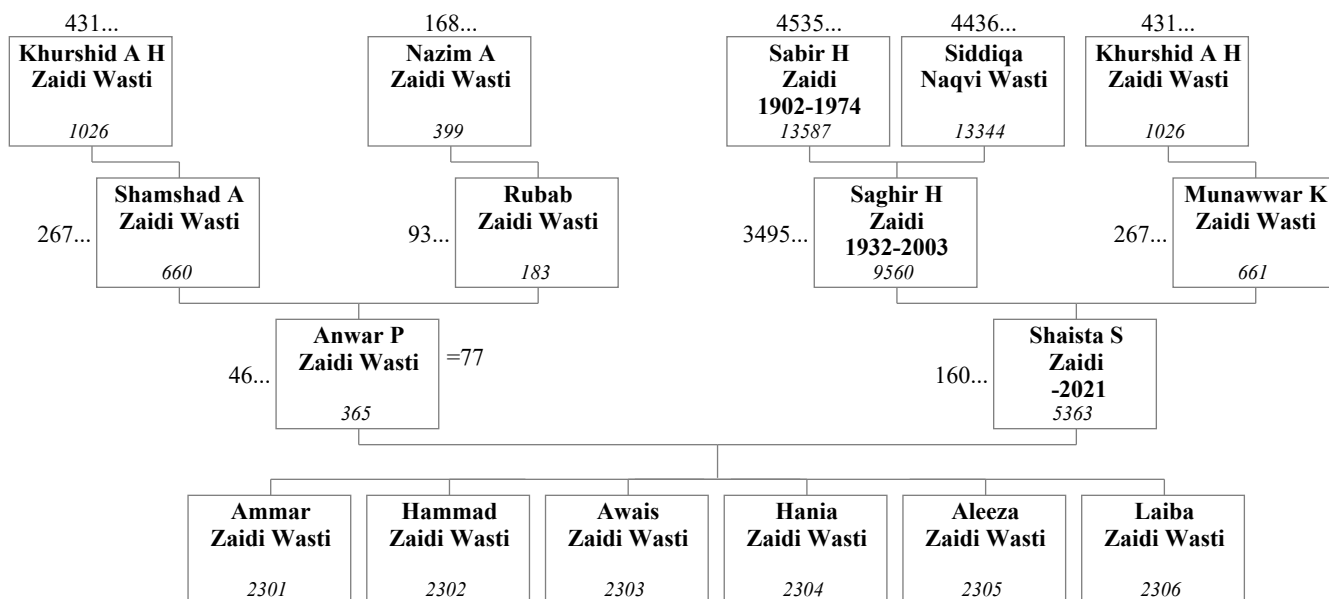 431...
168...
4535...
4436...
431...
Khurshid A H
Zaidi Wasti
1026
Nazim A
Zaidi Wasti
399
Sabir H
Zaidi
1902-1974
13587
Siddiqa
Naqvi Wasti
13344
Khurshid A H
Zaidi Wasti
1026
267...
Shamshad A
Zaidi Wasti
660
93...
Rubab
Zaidi Wasti
183
3495...
Saghir H
Zaidi
1932-2003
9560
267...
Munawwar K
Zaidi Wasti
661
46...
Anwar P
Zaidi Wasti
365
=77
160...
Shaista S
Zaidi
-2021
5363
Ammar
Zaidi Wasti
2301
Hammad
Zaidi Wasti
2302
Awais
Zaidi Wasti
2303
Hania
Zaidi Wasti
2304
Aleeza
Zaidi Wasti
2305
Laiba
Zaidi Wasti
2306